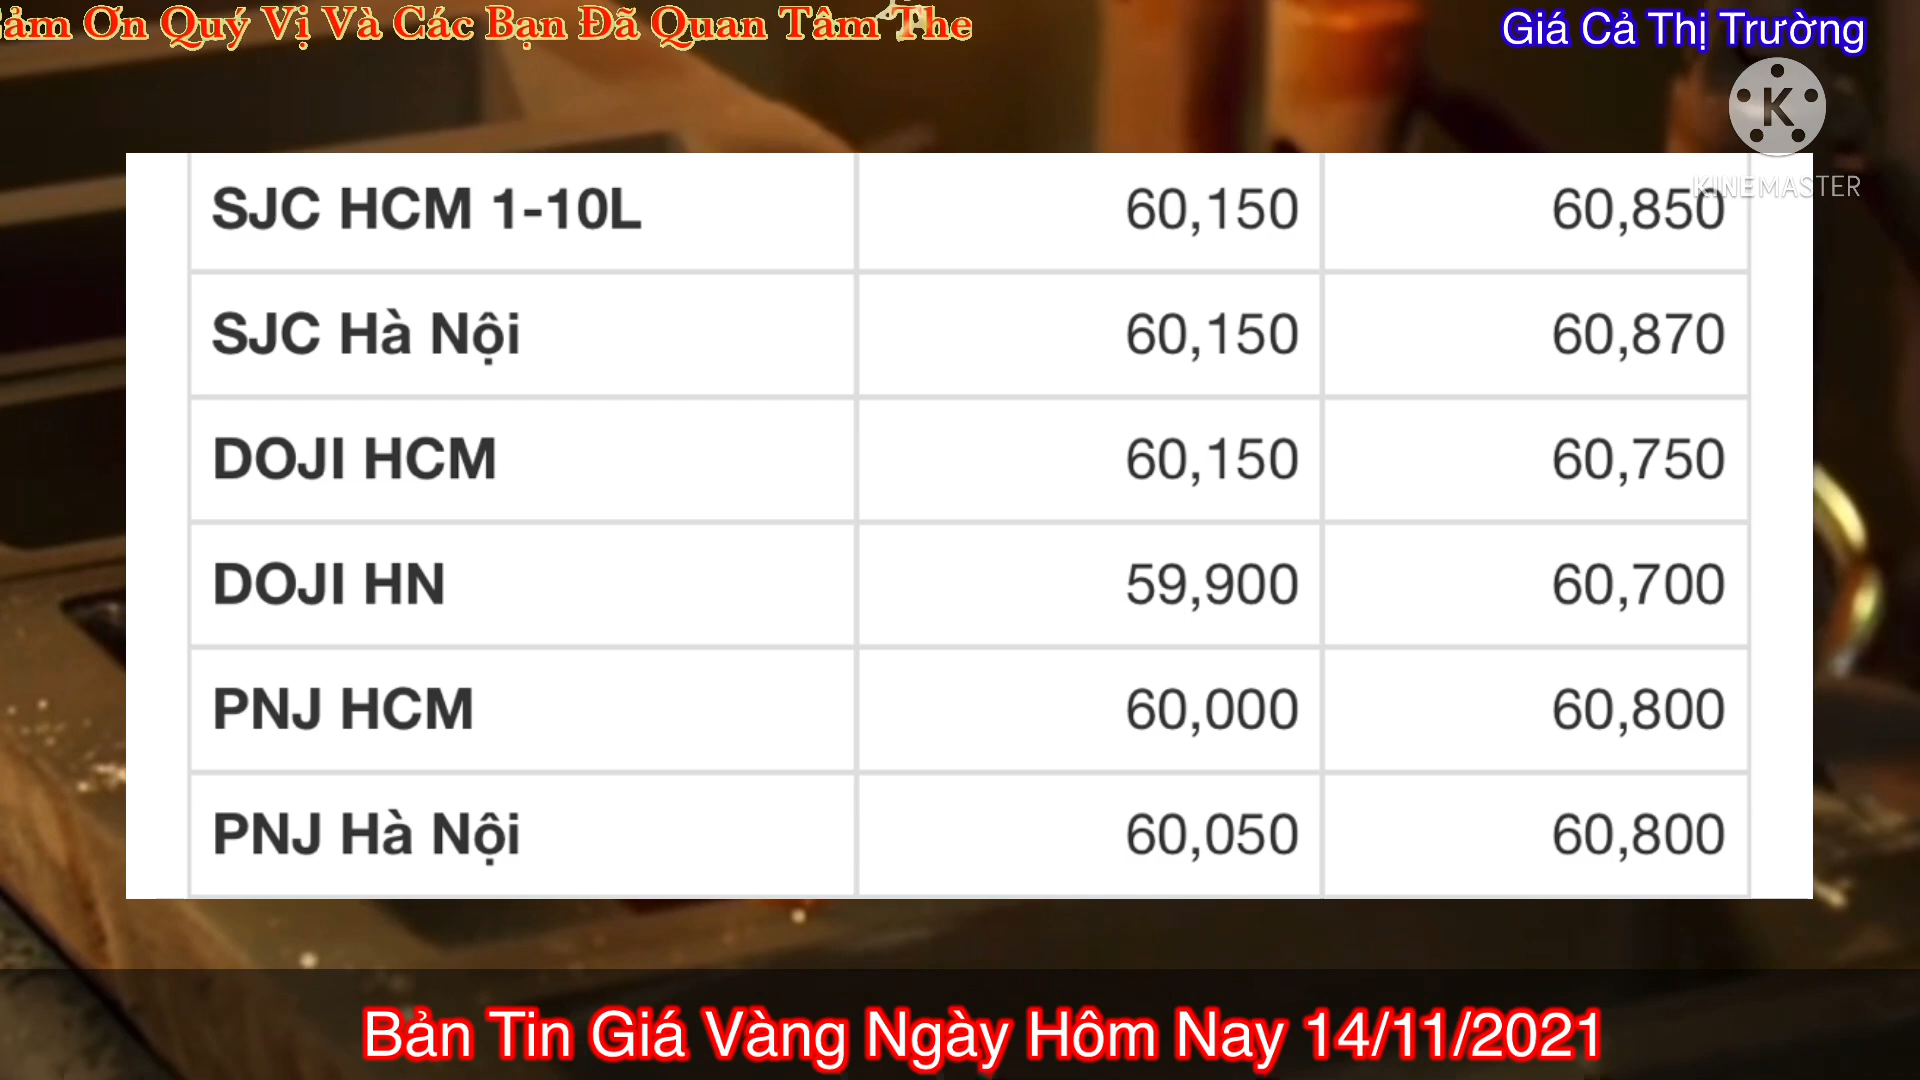 ảm Ơn Quý Vị Và Các Bạn Đã Quan Tâm The
Giá Cả Thị Trường
K
KINEMASTER
SJC HCM 1-10L 60,150 60,850
SJC Hà Nội 60,150 60,870
DOJI HCM 60,150 60,750
DOJI HN 59,900 60,700
PNJ HCM 60,000 60,800
PNJ Hà Nội 60,050 60,800
Bản Tin Giá Vàng Ngày Hôm Nay 14/11/2021